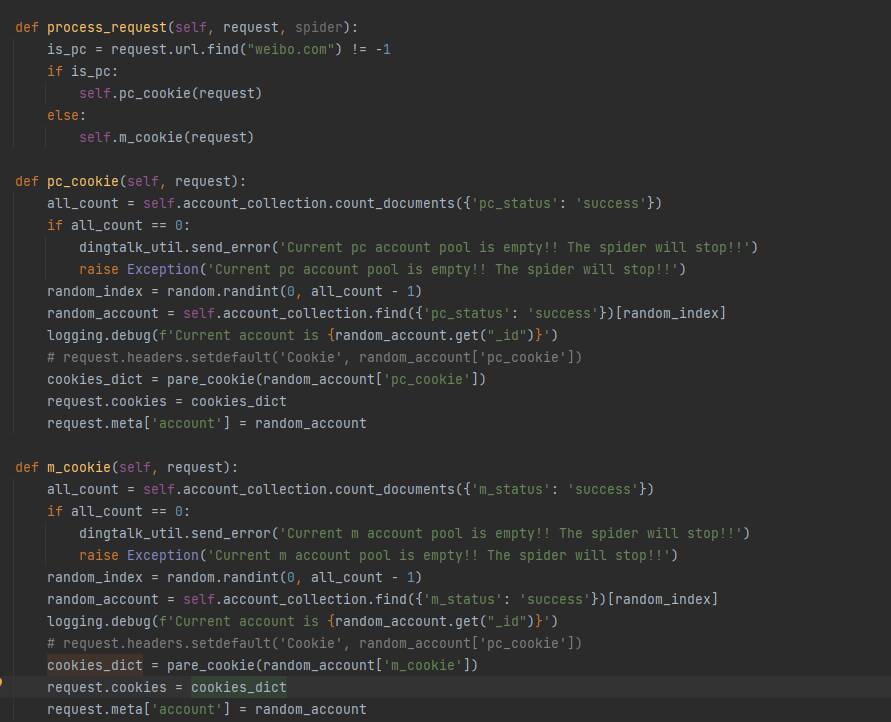 def process_request(self, request, spider):
    is_pc = request.url.find("weibo.com") != -1
    if is_pc:
        self.pc_cookie(request)
    else:
        self.m_cookie(request)

def pc_cookie(self, request):
    all_count = self.account_collection.count_documents({'pc_status': 'success'})
    if all_count == 0:
        dingtalk_util.send_error('Current pc account pool is empty!! The spider will stop!!')
        raise Exception('Current pc account pool is empty!! The spider will stop!!')
    random_index = random.randint(0, all_count - 1)
    random_account = self.account_collection.find({'pc_status': 'success'})[random_index]
    logging.debug(f'Current account is {random_account.get("_id")}')
    # request.headers.setdefault('Cookie', random_account['pc_cookie'])
    cookies_dict = pare_cookie(random_account['pc_cookie'])
    request.cookies = cookies_dict
    request.meta['account'] = random_account

def m_cookie(self, request):
    all_count = self.account_collection.count_documents({'m_status': 'success'})
    if all_count == 0:
        dingtalk_util.send_error('Current m account pool is empty!! The spider will stop!!')
        raise Exception('Current m account pool is empty!! The spider will stop!!')
    random_index = random.randint(0, all_count - 1)
    random_account = self.account_collection.find({'m_status': 'success'})[random_index]
    logging.debug(f'Current account is {random_account.get("_id")}')
    # request.headers.setdefault('Cookie', random_account['pc_cookie'])
    cookies_dict = pare_cookie(random_account['m_cookie'])
    request.cookies = cookies_dict
    request.meta['account'] = random_account